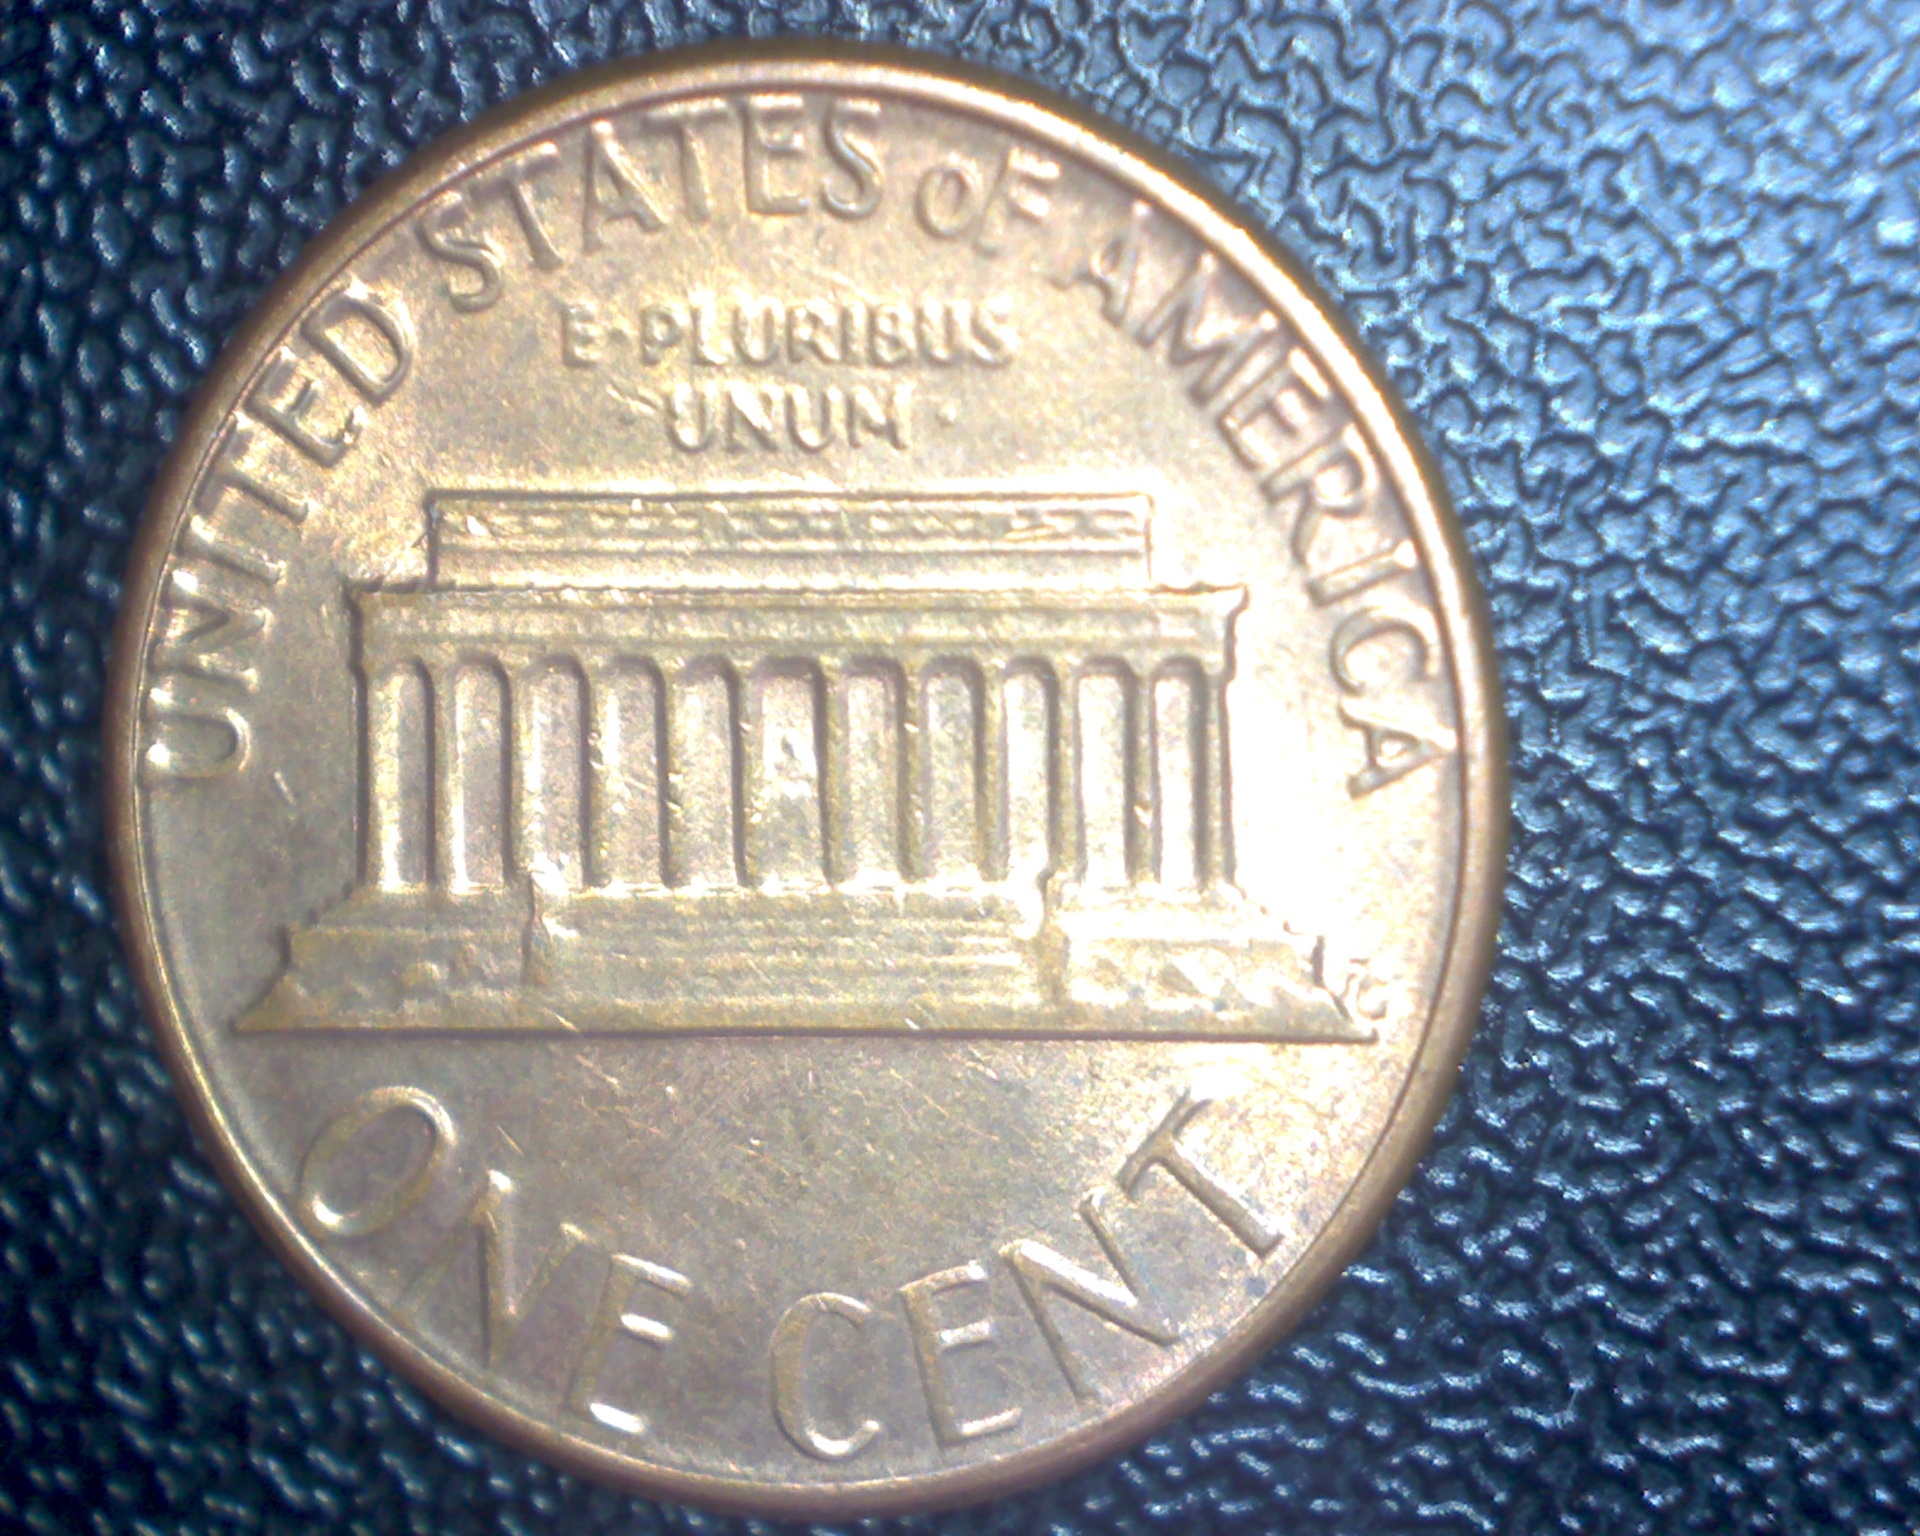 UNITED STATES OF AMERICA
E·PLURIBUS
·UNUM·
ONE CENT